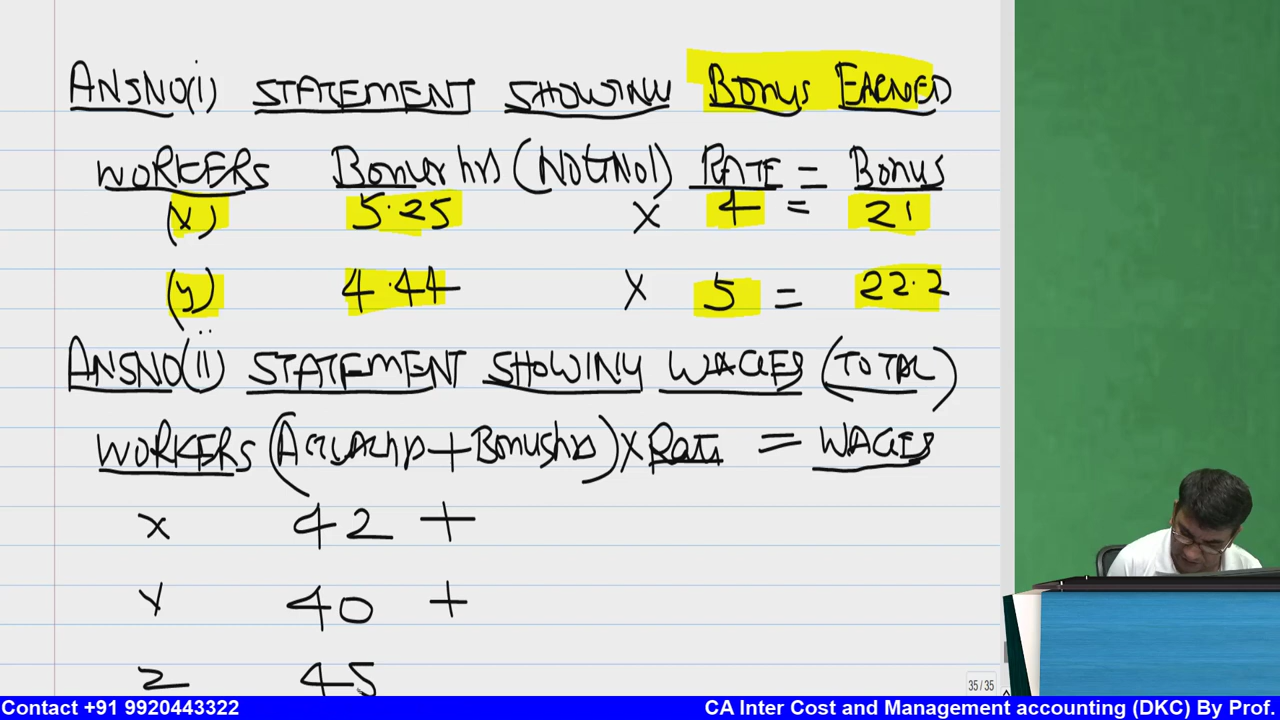 ANSNO(i) STATEMENT SHOWING BONUS EARNED
WORKERS Bonus hrs (NOTNO1) RATE = Bonus
(x) 5.25 X 4 = 21
(y) 4.44 X 5 = 22.2
ANSNO(ii) STATEMENT SHOWING WAGES (TOTAL)
WORKERS (Actual hrs + Bonus hrs) X Rate = WAGES
X 42 +
Y 40 +
Z 45
35/35
Contact +91 9920443322 CA Inter Cost and Management accounting (DKC) By Prof.